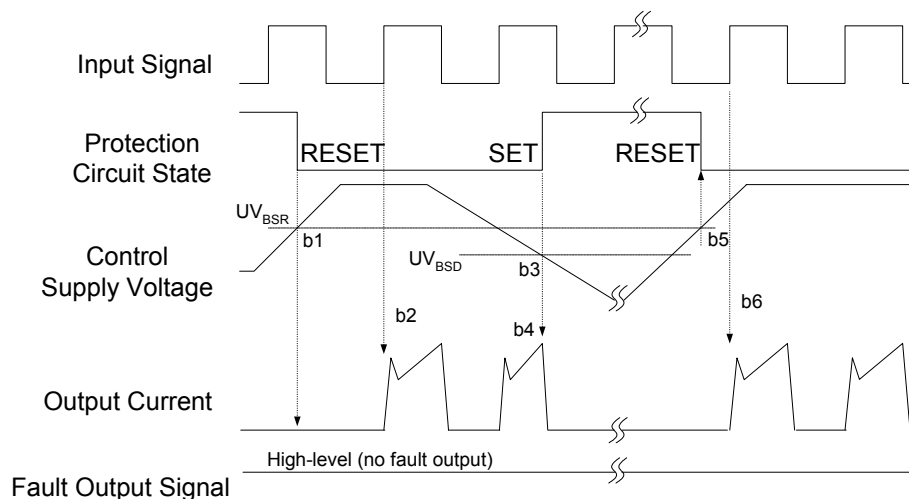 Input Signal
Protection
Circuit State
RESET
SET
RESET
UV_BSR
b1
b5
Control
Supply Voltage
UV_BSD
b3
b2
b4
b6
Output Current
High-level (no fault output)
Fault Output Signal